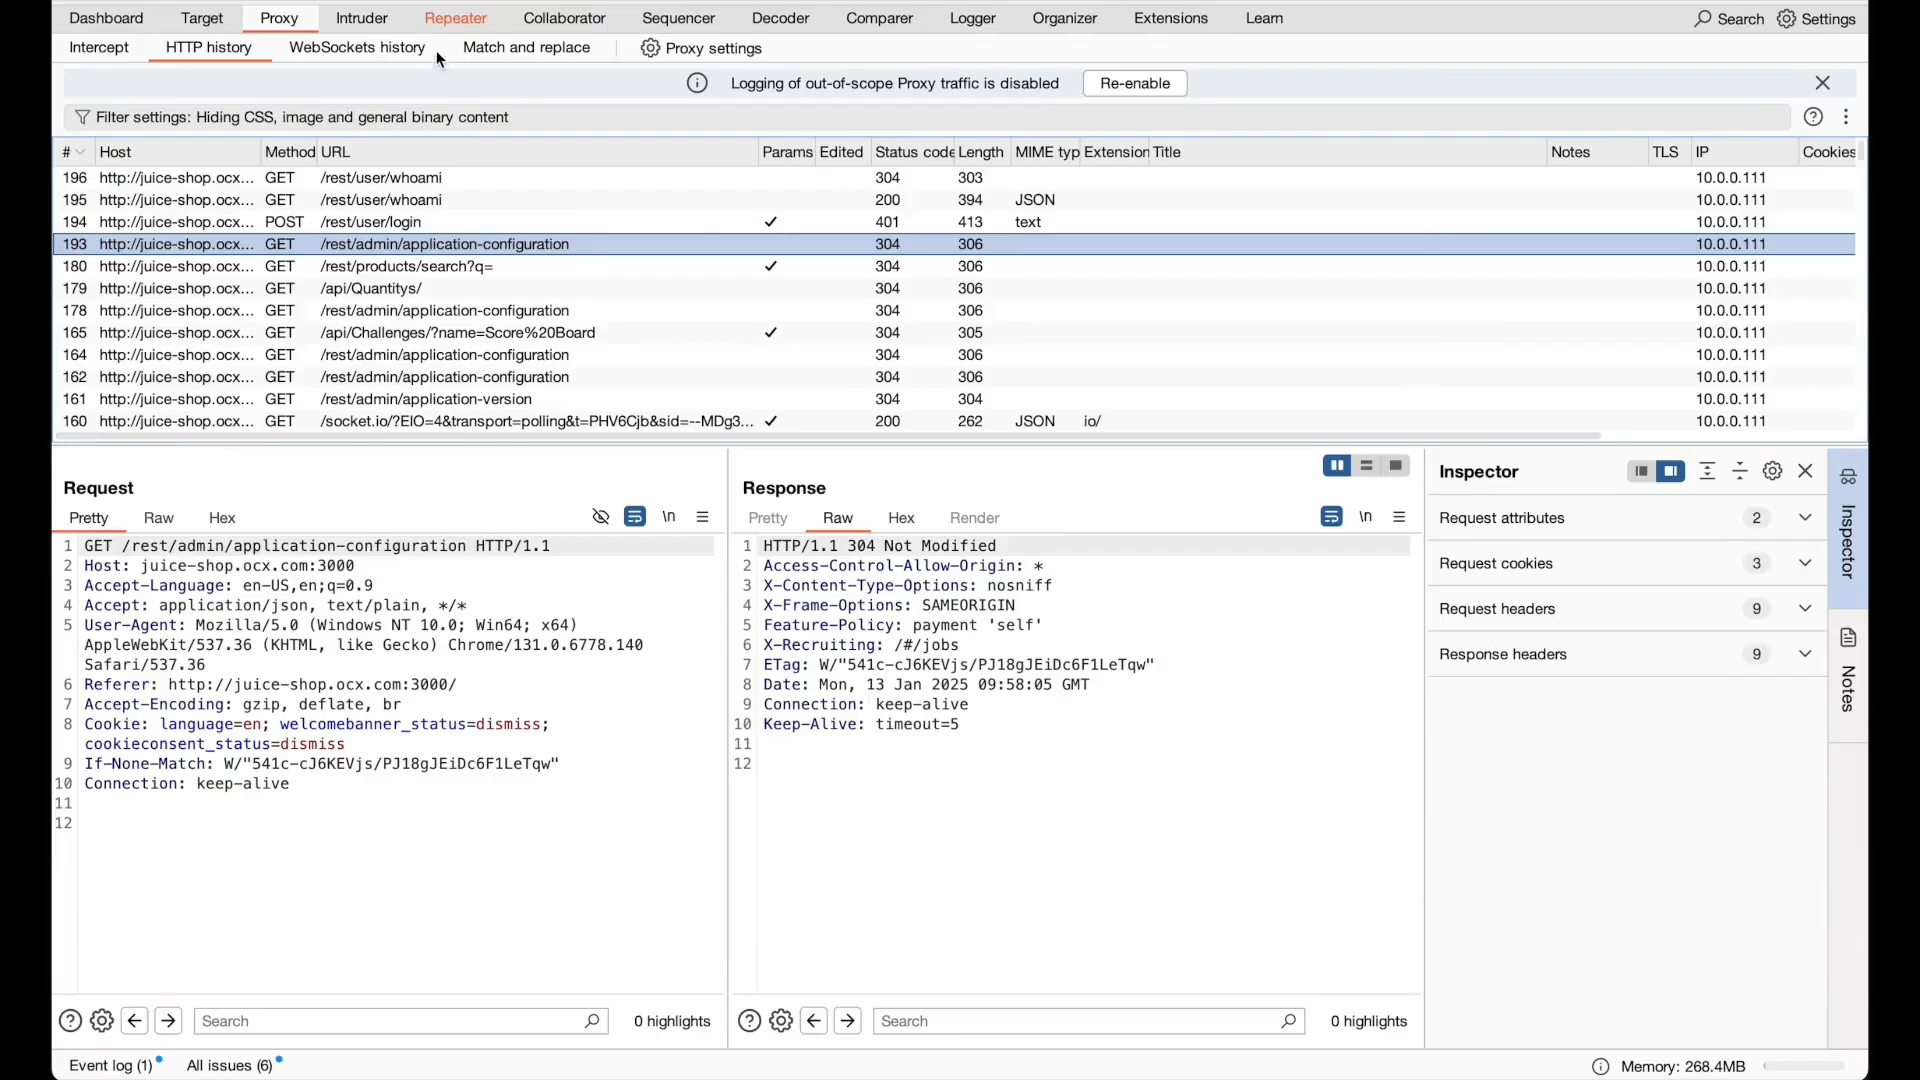 Dashboard Target Proxy Intruder Repeater Collaborator Sequencer Decoder Comparer Logger Organizer Extensions Learn Search Settings
Intercept HTTP history WebSockets history Match and replace Proxy settings
Logging of out-of-scope Proxy traffic is disabled Re-enable
Filter settings: Hiding CSS, image and general binary content
# Host Method URL Params Edited Status code Length MIME typ Extension Title Notes TLS IP Cookies
196 http://juice-shop.ocx... GET /rest/user/whoami 304 303 10.0.0.111
195 http://juice-shop.ocx... GET /rest/user/whoami 200 394 JSON 10.0.0.111
194 http://juice-shop.ocx... POST /rest/user/login ✓ 401 413 text 10.0.0.111
193 http://juice-shop.ocx... GET /rest/admin/application-configuration 304 306 10.0.0.111
180 http://juice-shop.ocx... GET /rest/products/search?q= ✓ 304 306 10.0.0.111
179 http://juice-shop.ocx... GET /api/Quantitys/ 304 306 10.0.0.111
178 http://juice-shop.ocx... GET /rest/admin/application-configuration 304 306 10.0.0.111
165 http://juice-shop.ocx... GET /api/Challenges/?name=Score%20Board ✓ 304 305 10.0.0.111
164 http://juice-shop.ocx... GET /rest/admin/application-configuration 304 306 10.0.0.111
162 http://juice-shop.ocx... GET /rest/admin/application-configuration 304 306 10.0.0.111
161 http://juice-shop.ocx... GET /rest/admin/application-version 304 304 10.0.0.111
160 http://juice-shop.ocx... GET /socket.io/?EIO=4&transport=polling&t=PHV6Cjb&sid=--MDg3... ✓ 200 262 JSON io/ 10.0.0.111
Request
Pretty Raw Hex \n
1 GET /rest/admin/application-configuration HTTP/1.1
2 Host: juice-shop.ocx.com:3000
3 Accept-Language: en-US,en;q=0.9
4 Accept: application/json, text/plain, */*
5 User-Agent: Mozilla/5.0 (Windows NT 10.0; Win64; x64)
AppleWebKit/537.36 (KHTML, like Gecko) Chrome/131.0.6778.140
Safari/537.36
6 Referer: http://juice-shop.ocx.com:3000/
7 Accept-Encoding: gzip, deflate, br
8 Cookie: language=en; welcomebanner_status=dismiss;
cookieconsent_status=dismiss
9 If-None-Match: W/"541c-cJ6KEVjs/PJ18gJEiDc6F1LeTqw"
10 Connection: keep-alive
11
12
Search 0 highlights
Response
Pretty Raw Hex Render \n
1 HTTP/1.1 304 Not Modified
2 Access-Control-Allow-Origin: *
3 X-Content-Type-Options: nosniff
4 X-Frame-Options: SAMEORIGIN
5 Feature-Policy: payment 'self'
6 X-Recruiting: /#/jobs
7 ETag: W/"541c-cJ6KEVjs/PJ18gJEiDc6F1LeTqw"
8 Date: Mon, 13 Jan 2025 09:58:05 GMT
9 Connection: keep-alive
10 Keep-Alive: timeout=5
11
12
Search 0 highlights
Inspector
Request attributes 2
Request cookies 3
Request headers 9
Response headers 9
Inspector
Notes
Event log (1) All issues (6) Memory: 268.4MB